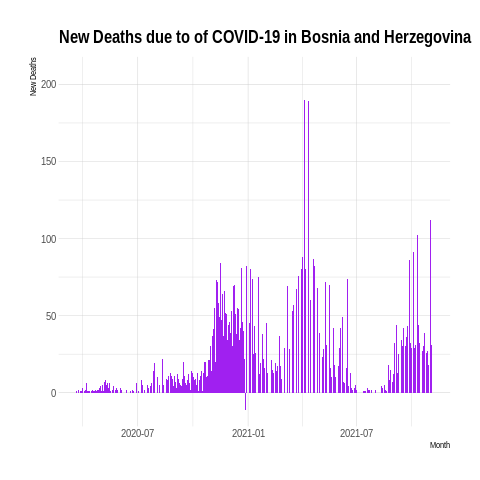 New Deaths due to of COVID-19 in Bosnia and Herzegovina
New Deaths
200
150
100
50
0
2020-07
2021-01
2021-07
Month